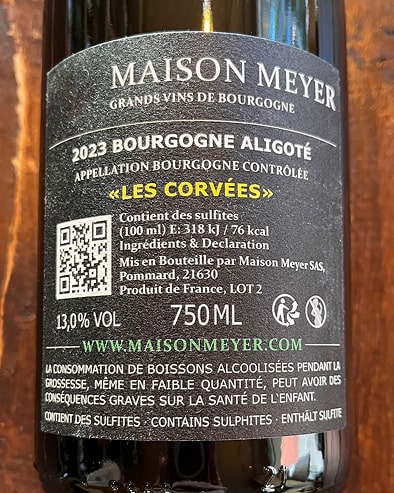 MAISON MEYER
GRANDS VINS DE BOURGOGNE
2023 BOURGOGNE ALIGOTÉ
APPELLATION BOURGOGNE CONTRÔLÉE
«LES CORVÉES»
Contient des sulfites
(100 ml) E: 318 kJ / 76 kcal
Ingrédients & Declaration
Mis en Bouteille par Maison Meyer SAS,
Pommard, 21630
Produit de France, LOT 2
13,0% VOL 750 ML
WWW.MAISONMEYER.COM
LA CONSOMMATION DE BOISSONS ALCOOLISÉES PENDANT LA
GROSSESSE, MÊME EN FAIBLE QUANTITÉ, PEUT AVOIR DES
CONSÉQUENCES GRAVES SUR LA SANTÉ DE L'ENFANT.
CONTIENT DES SULFITES · CONTAINS SULPHITES · ENTHÄLT SULFITE